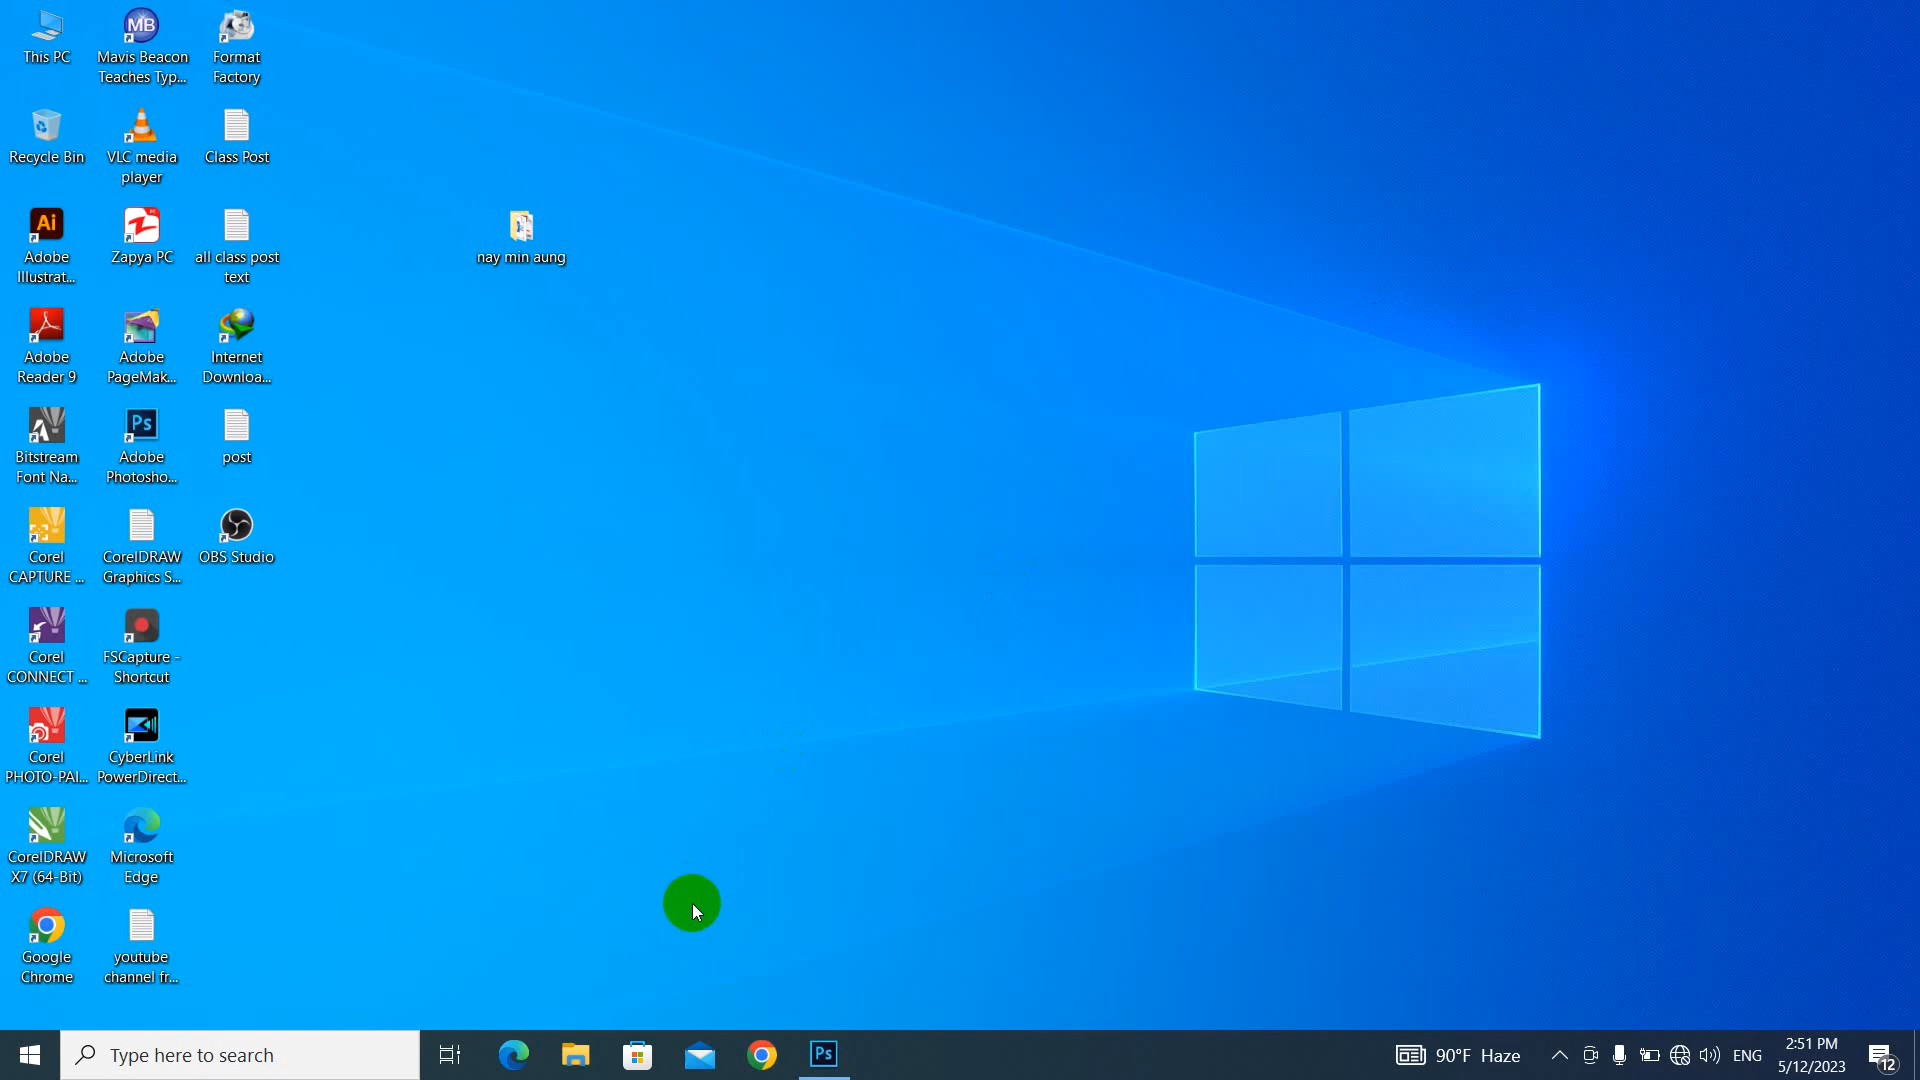 This PC
Mavis Beacon
Teaches Typ...
Format
Factory
Recycle Bin
VLC media
player
Class Post
Ai
Adobe
Illustrat...
Zapya PC
all class post
text
nay min aung
Adobe
Reader 9
Adobe
PageMak...
Internet
Downloa...
Bitstream
Font Na...
Ps
Adobe
Photosho...
post
Corel
CAPTURE ...
CorelDRAW
Graphics S...
OBS Studio
Corel
CONNECT ...
FSCapture -
Shortcut
Corel
PHOTO-PAI...
CyberLink
PowerDirect...
CorelDRAW
X7 (64-Bit)
Microsoft
Edge
Google
Chrome
youtube
channel fr...
MB
Type here to search
Ps
90°F Haze
ENG
2:51 PM
5/12/2023
12